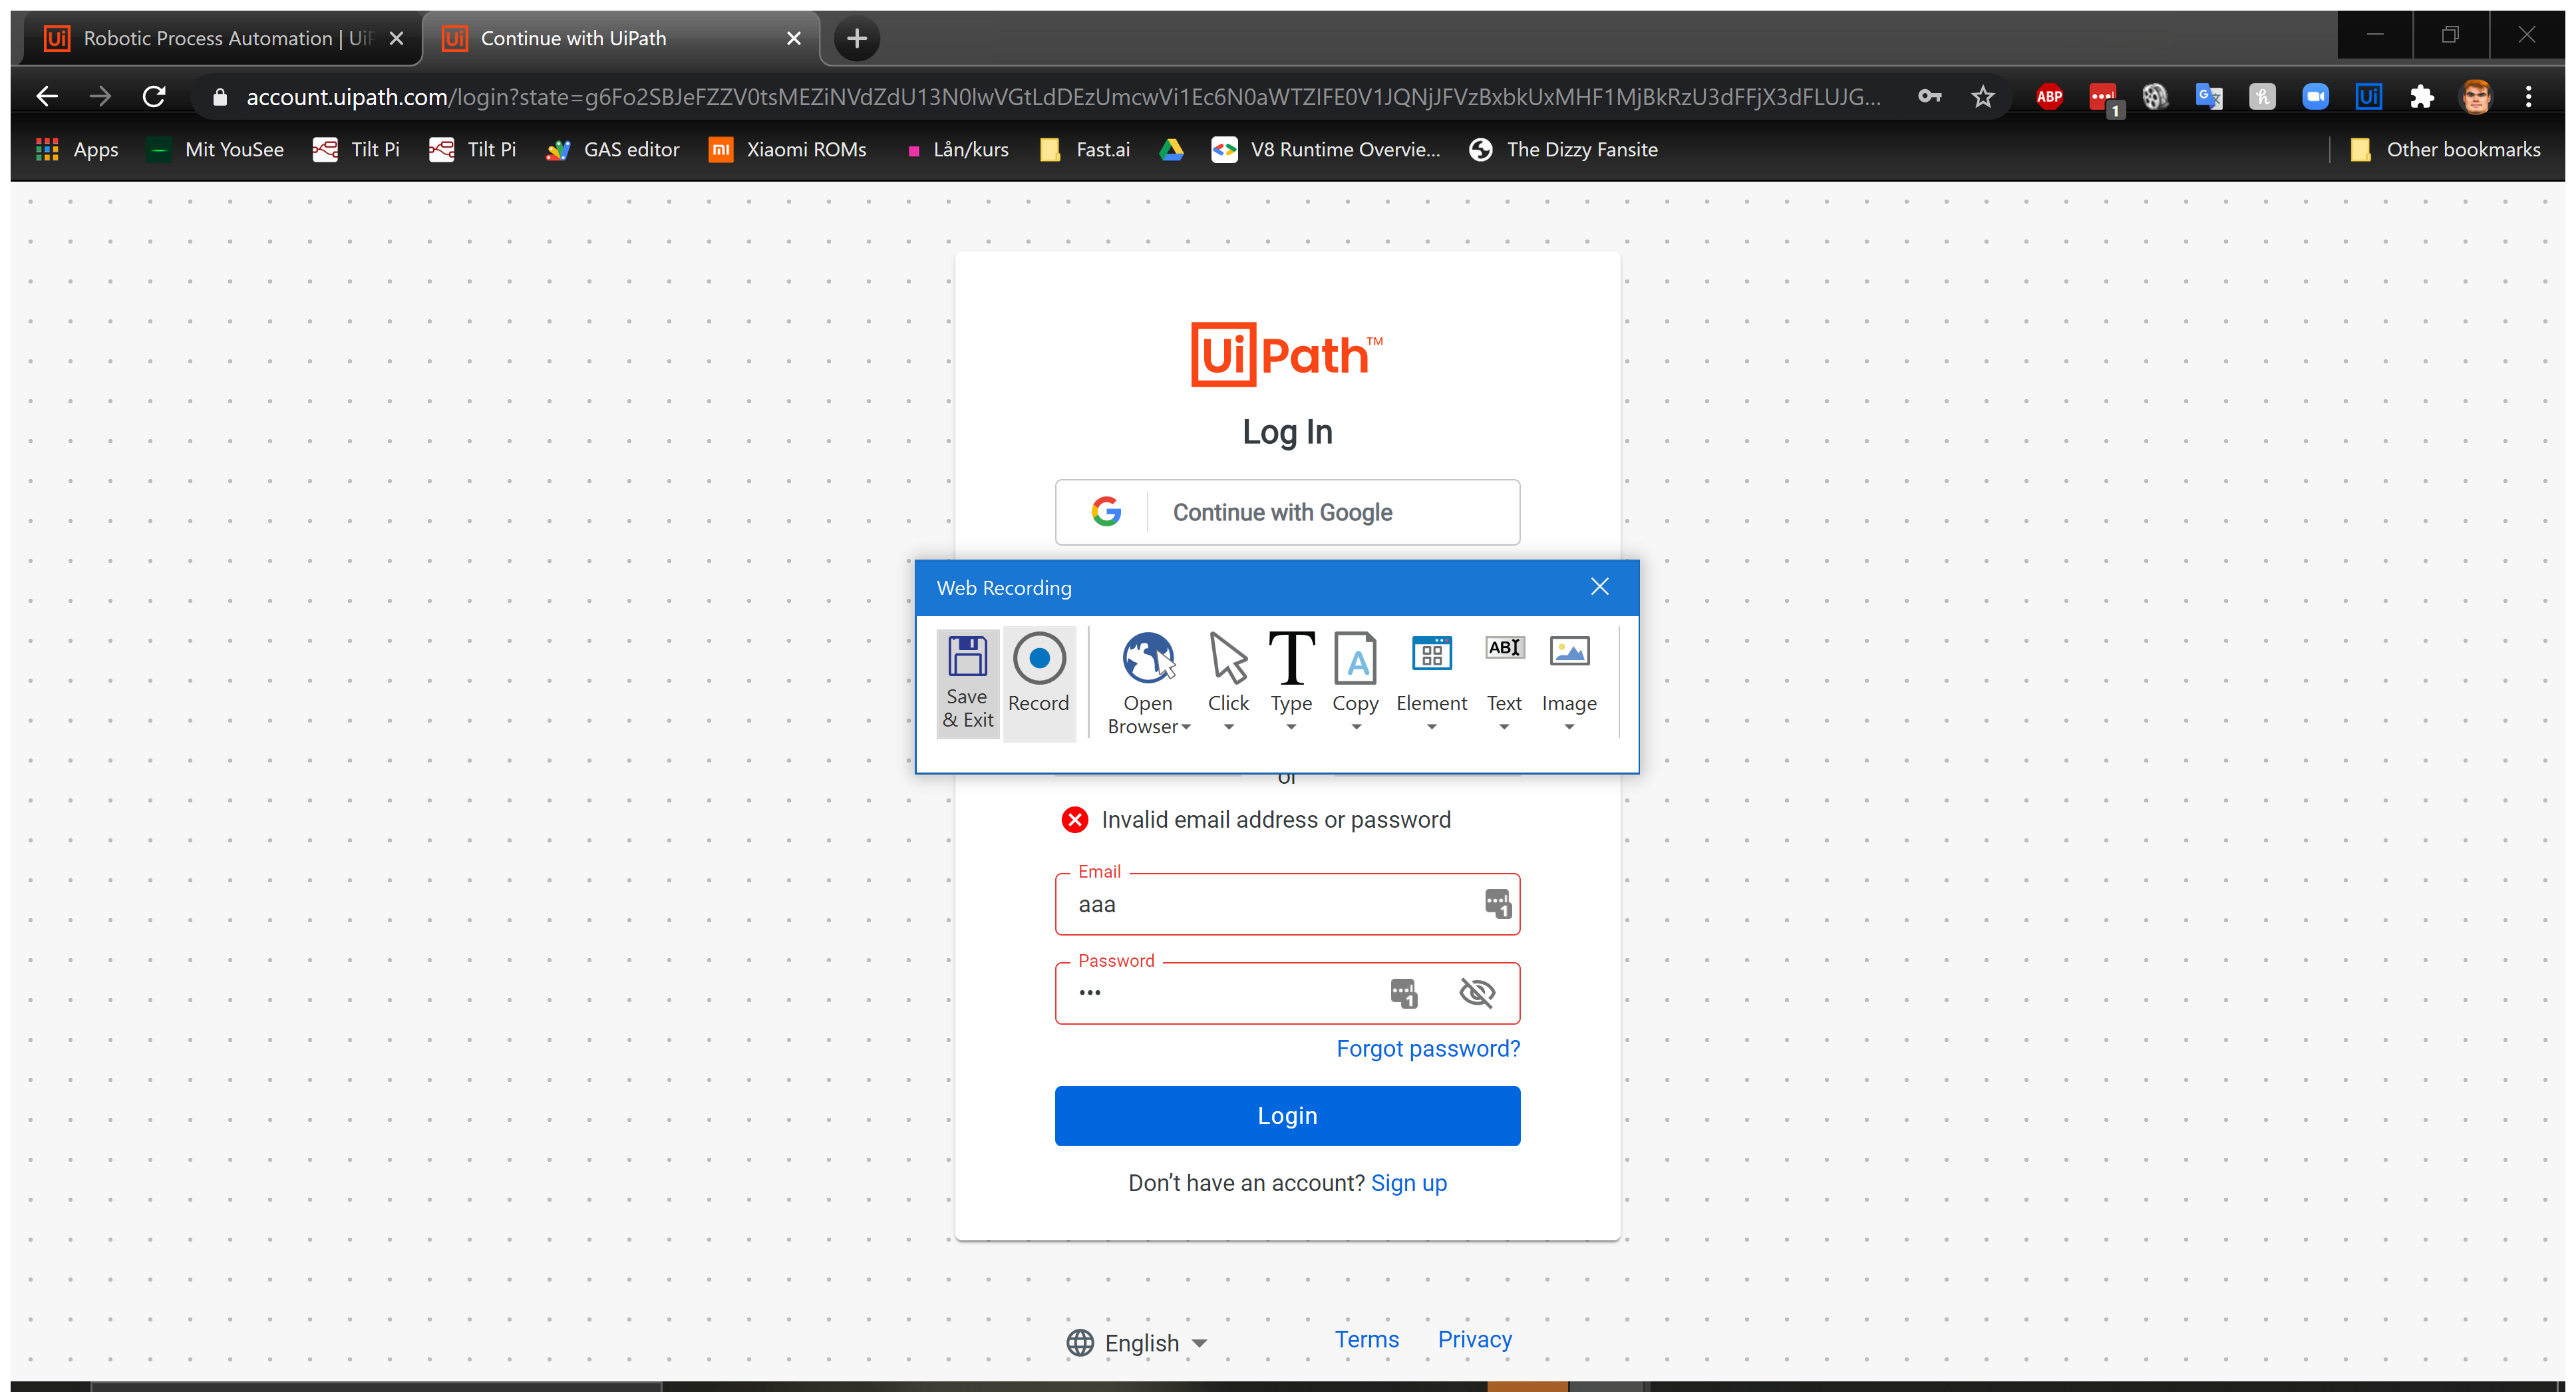 Robotic Process Automation | UiP
Continue with UiPath
account.uipath.com/login?state=g6Fo2SBJeFZZV0tsMEZiNVdZdU13N0lwVGtLdDEzUmcwVi1Ec6N0aWTZIFE0V1JQNjJFVzBxbkUxMHF1MjBkRzU3dFFjX3dFLUJG...
ABP
1
Apps
Mit YouSee
Tilt Pi
Tilt Pi
GAS editor
Xiaomi ROMs
Lån/kurs
Fast.ai
V8 Runtime Overvie...
The Dizzy Fansite
Other bookmarks
UiPath™
Log In
Continue with Google
Web Recording
Save & Exit
Record
Open Browser
Click
Type
Copy
Element
Text
Image
or
Invalid email address or password
Email
aaa
Password
•••
Forgot password?
Login
Don’t have an account? Sign up
English
Terms
Privacy